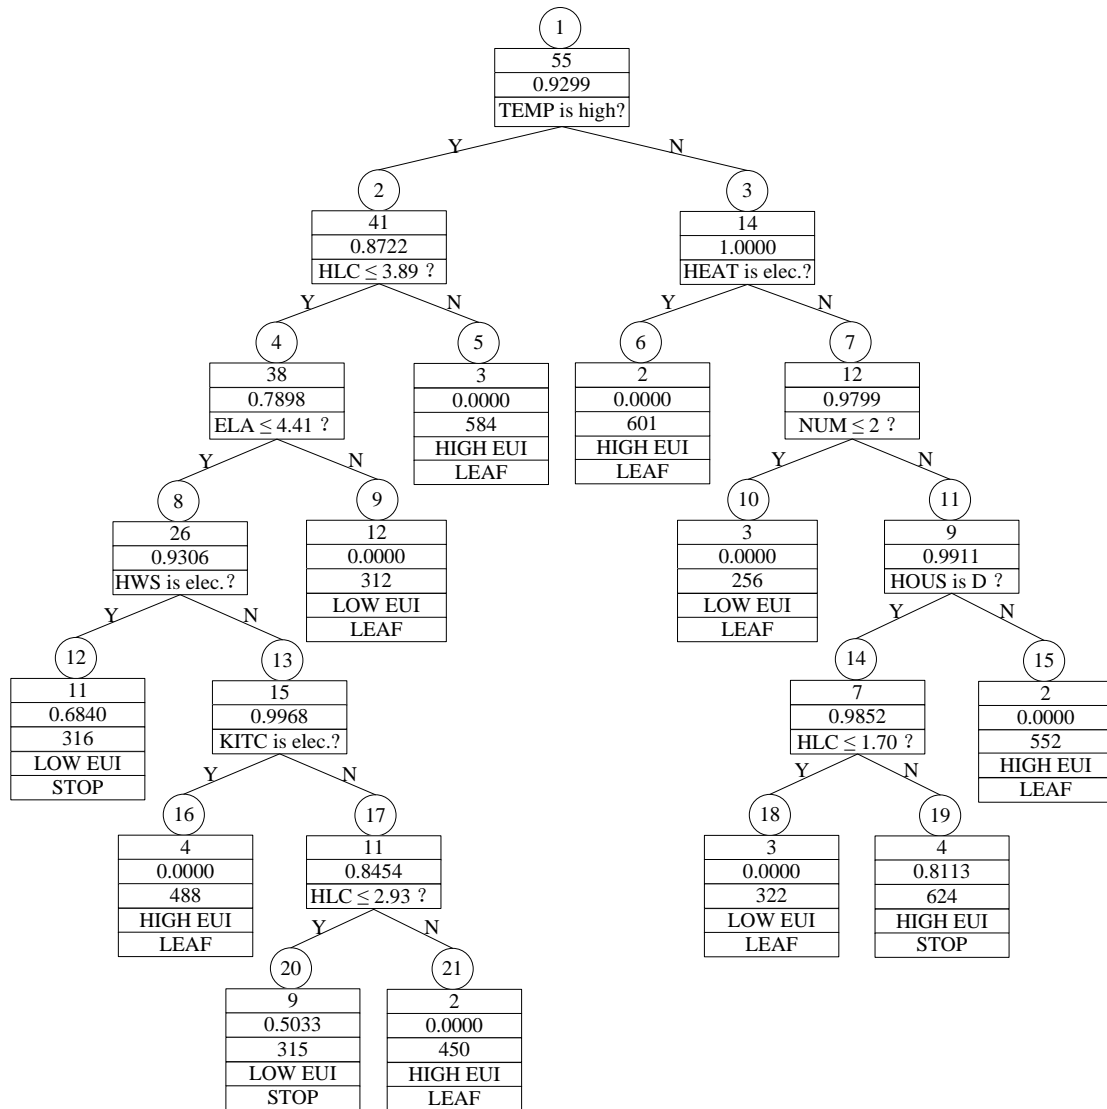 1
55
0.9299
TEMP is high?
Y N
2 3
41 14
0.8722 1.0000
HLC ≤ 3.89 ? HEAT is elec.?
Y N Y N
4 5 6 7
38 3 2 12
0.7898 0.0000 0.0000 0.9799
ELA ≤ 4.41 ? 584 601 NUM ≤ 2 ?
HIGH EUI HIGH EUI
LEAF LEAF
Y N Y N
8 9 10 11
26 12 3 9
0.9306 0.0000 0.0000 0.9911
HWS is elec.? 312 256 HOUS is D ?
LOW EUI LOW EUI
LEAF LEAF
Y N Y N
12 13 14 15
11 15 7 2
0.6840 0.9968 0.9852 0.0000
316 KITC is elec.? HLC ≤ 1.70 ? 552
LOW EUI HIGH EUI
STOP LEAF
Y N Y N
16 17 18 19
4 11 3 4
0.0000 0.8454 0.0000 0.8113
488 HLC ≤ 2.93 ? 322 624
HIGH EUI LOW EUI HIGH EUI
LEAF LEAF STOP
Y N
20 21
9 2
0.5033 0.0000
315 450
LOW EUI HIGH EUI
STOP LEAF